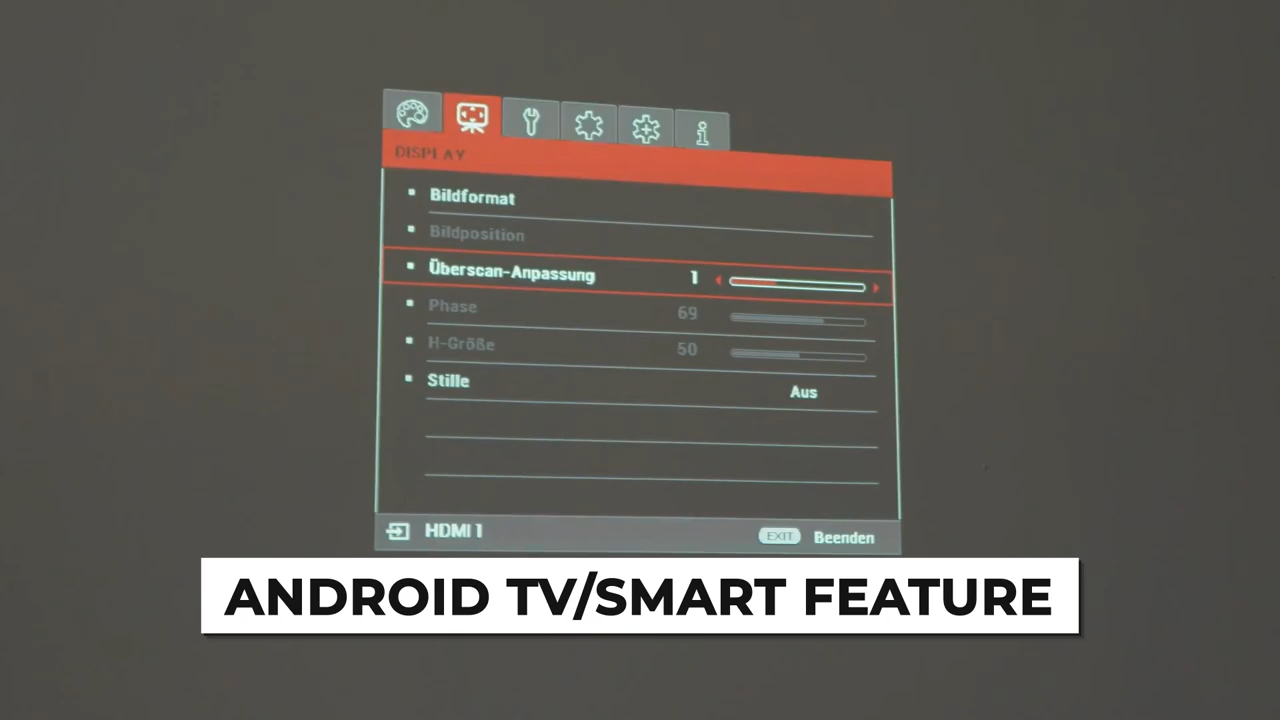 DISPLAY
Bildformat
Bildposition
Überscan-Anpassung 1
Phase 69
H-Größe 50
Stille Aus
HDMI 1 EXIT Beenden
ANDROID TV/SMART FEATURE